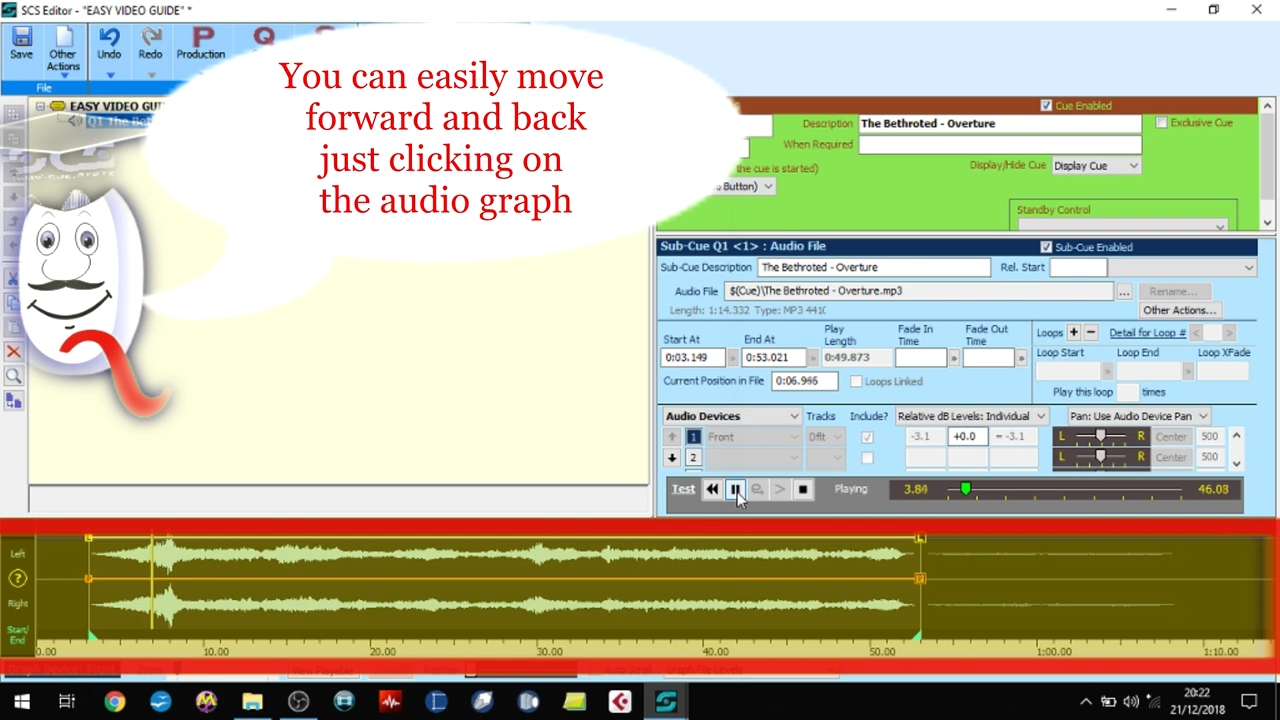 SCS Editor - "EASY VIDEO GUIDE" *
Save
Other Actions
Undo
Redo
Production
File
You can easily move
forward and back
just clicking on
the audio graph
EASY VIDEO
Q1 The
Cue Enabled
Description The Bethroted - Overture
Exclusive Cue
When Required
the cue is started)
Display/Hide Cue Display Cue
Button)
Standby Control
Sub-Cue Q1 <1> : Audio File
Sub-Cue Enabled
Sub-Cue Description The Bethroted - Overture Rel. Start
Audio File $(Cue)\The Bethroted - Overture.mp3 ... Rename...
Length: 1:14.332 Type: MP3
Other Actions...
Start At End At Play Length Fade In Time Fade Out Time
Loops + - Detail for Loop # < >
0:03.149 » 0:53.021 » 0:49.873 » »
Loop Start Loop End Loop XFade
Current Position in File 0:06.966 Loops Linked
Play this loop times
Audio Devices Tracks Include? Relative dB Levels: Individual Pan: Use Audio Device Pan
1 Front Dflt -3.1 +0.0 = -3.1 L R Center 500
2 L R Center 500
Test Playing 3.84 46.03
Left
?
Right
Start/
End
0.00 10.00 20.00 30.00 40.00 50.00 1:00.00 1:10.00
20:22
21/12/2018